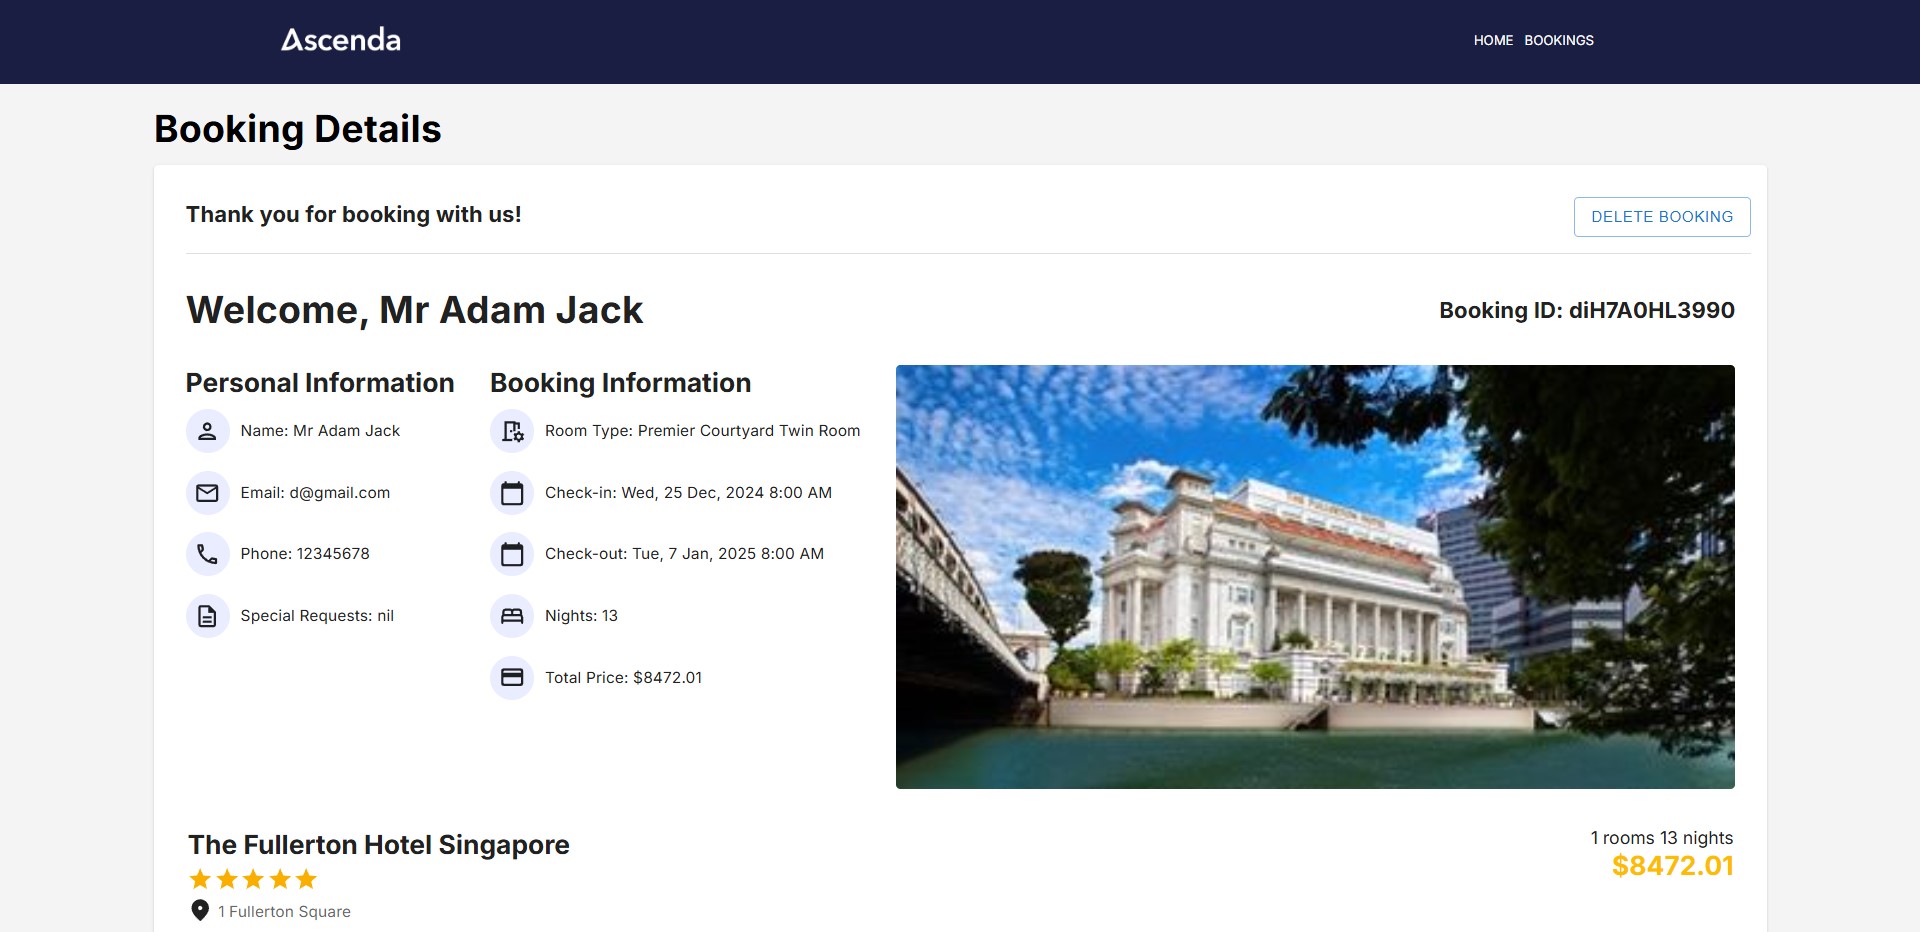 Ascenda
HOME BOOKINGS
Booking Details
Thank you for booking with us!
DELETE BOOKING
Welcome, Mr Adam Jack
Booking ID: diH7A0HL3990
Personal Information
Name: Mr Adam Jack
Email: d@gmail.com
Phone: 12345678
Special Requests: nil
Booking Information
Room Type: Premier Courtyard Twin Room
Check-in: Wed, 25 Dec, 2024 8:00 AM
Check-out: Tue, 7 Jan, 2025 8:00 AM
Nights: 13
Total Price: $8472.01
THE FULLERTON HOTEL
The Fullerton Hotel Singapore
1 Fullerton Square
1 rooms 13 nights
$8472.01